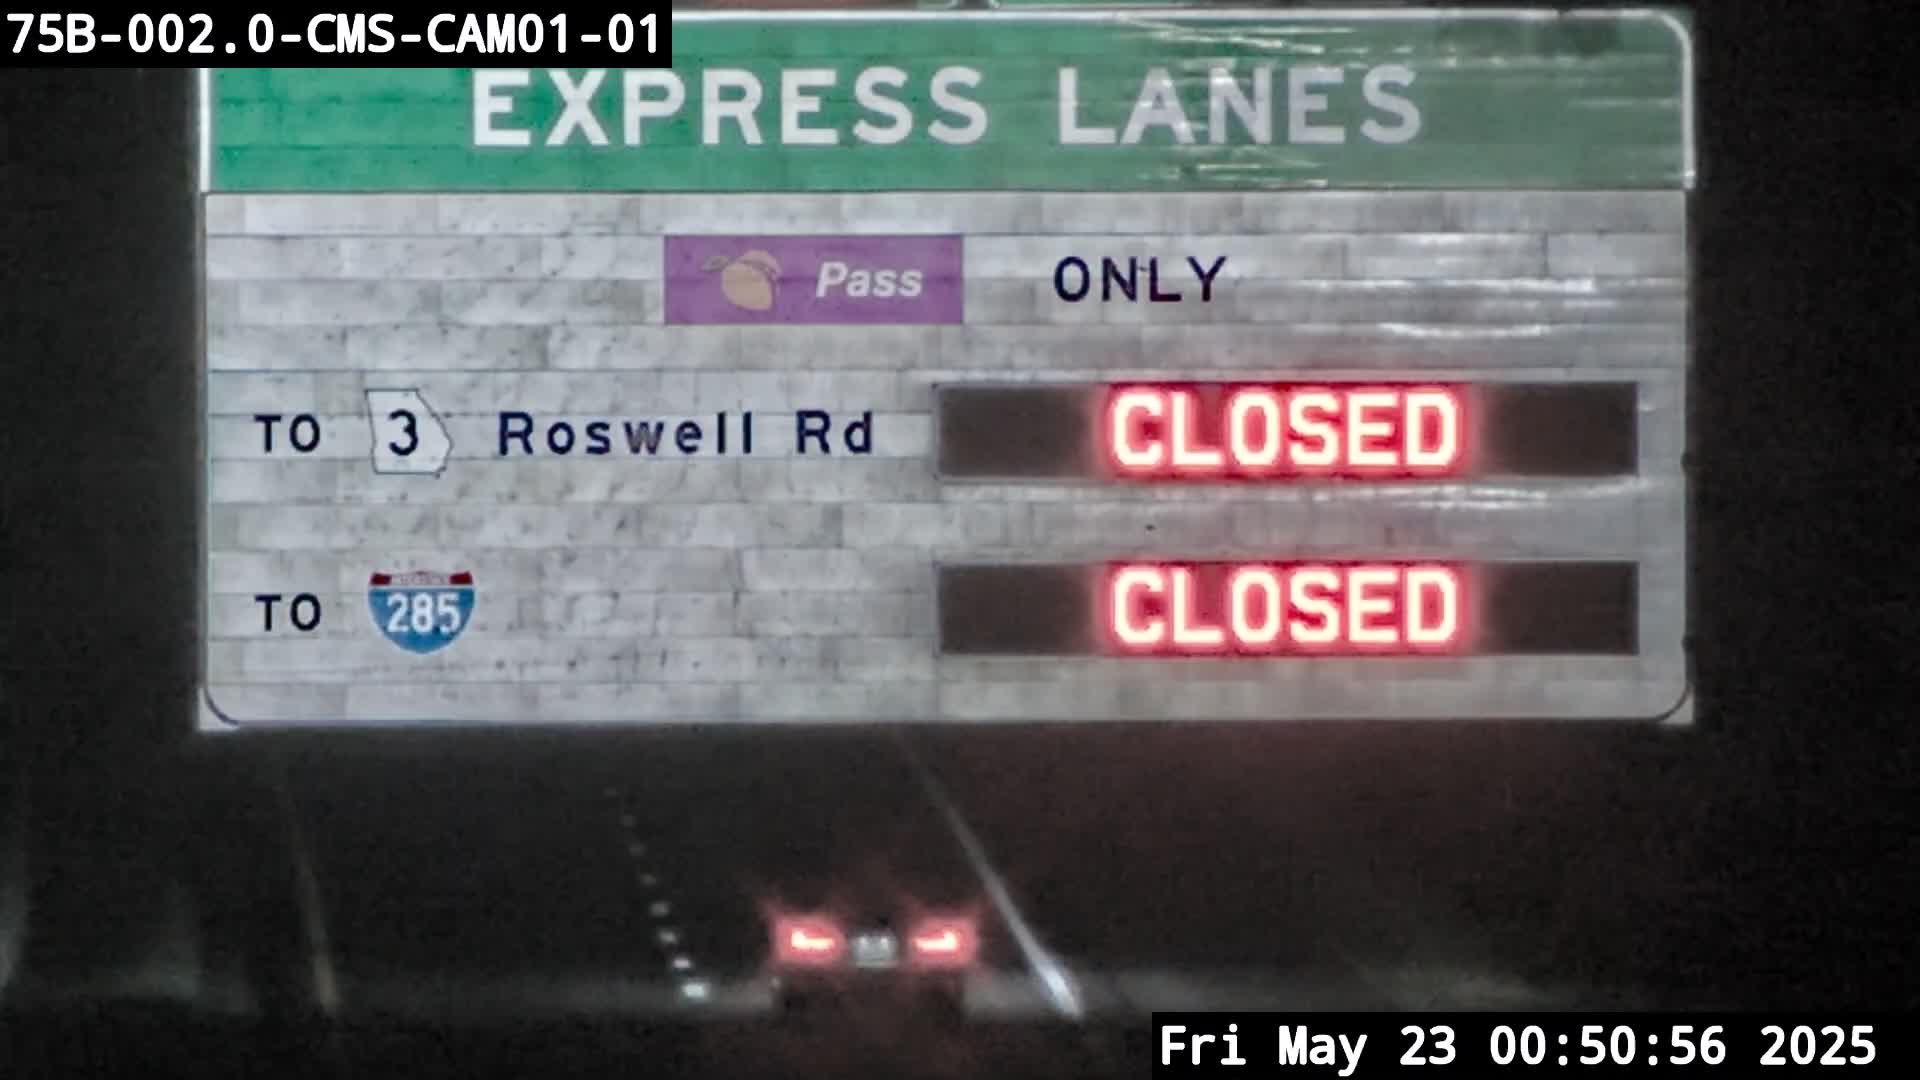 75B-002.0-CMS-CAM01-01
EXPRESS LANES
Pass ONLY
TO 3 Roswell Rd CLOSED
TO 285 CLOSED
Fri May 23 00:50:56 2025